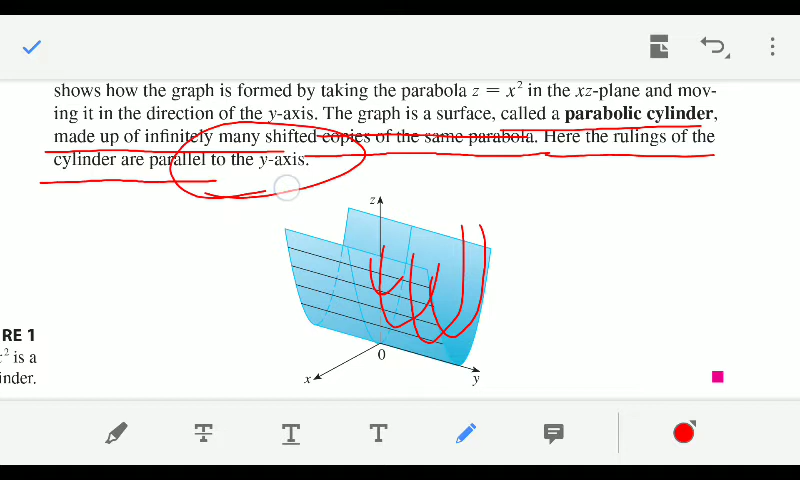 shows how the graph is formed by taking the parabola z = x² in the xz-plane and mov-
ing it in the direction of the y-axis. The graph is a surface, called a parabolic cylinder,
made up of infinitely many shifted copies of the same parabola. Here the rulings of the
cylinder are parallel to the y-axis.
z
RE 1
² is a
0
inder.
x
y
T
T
T